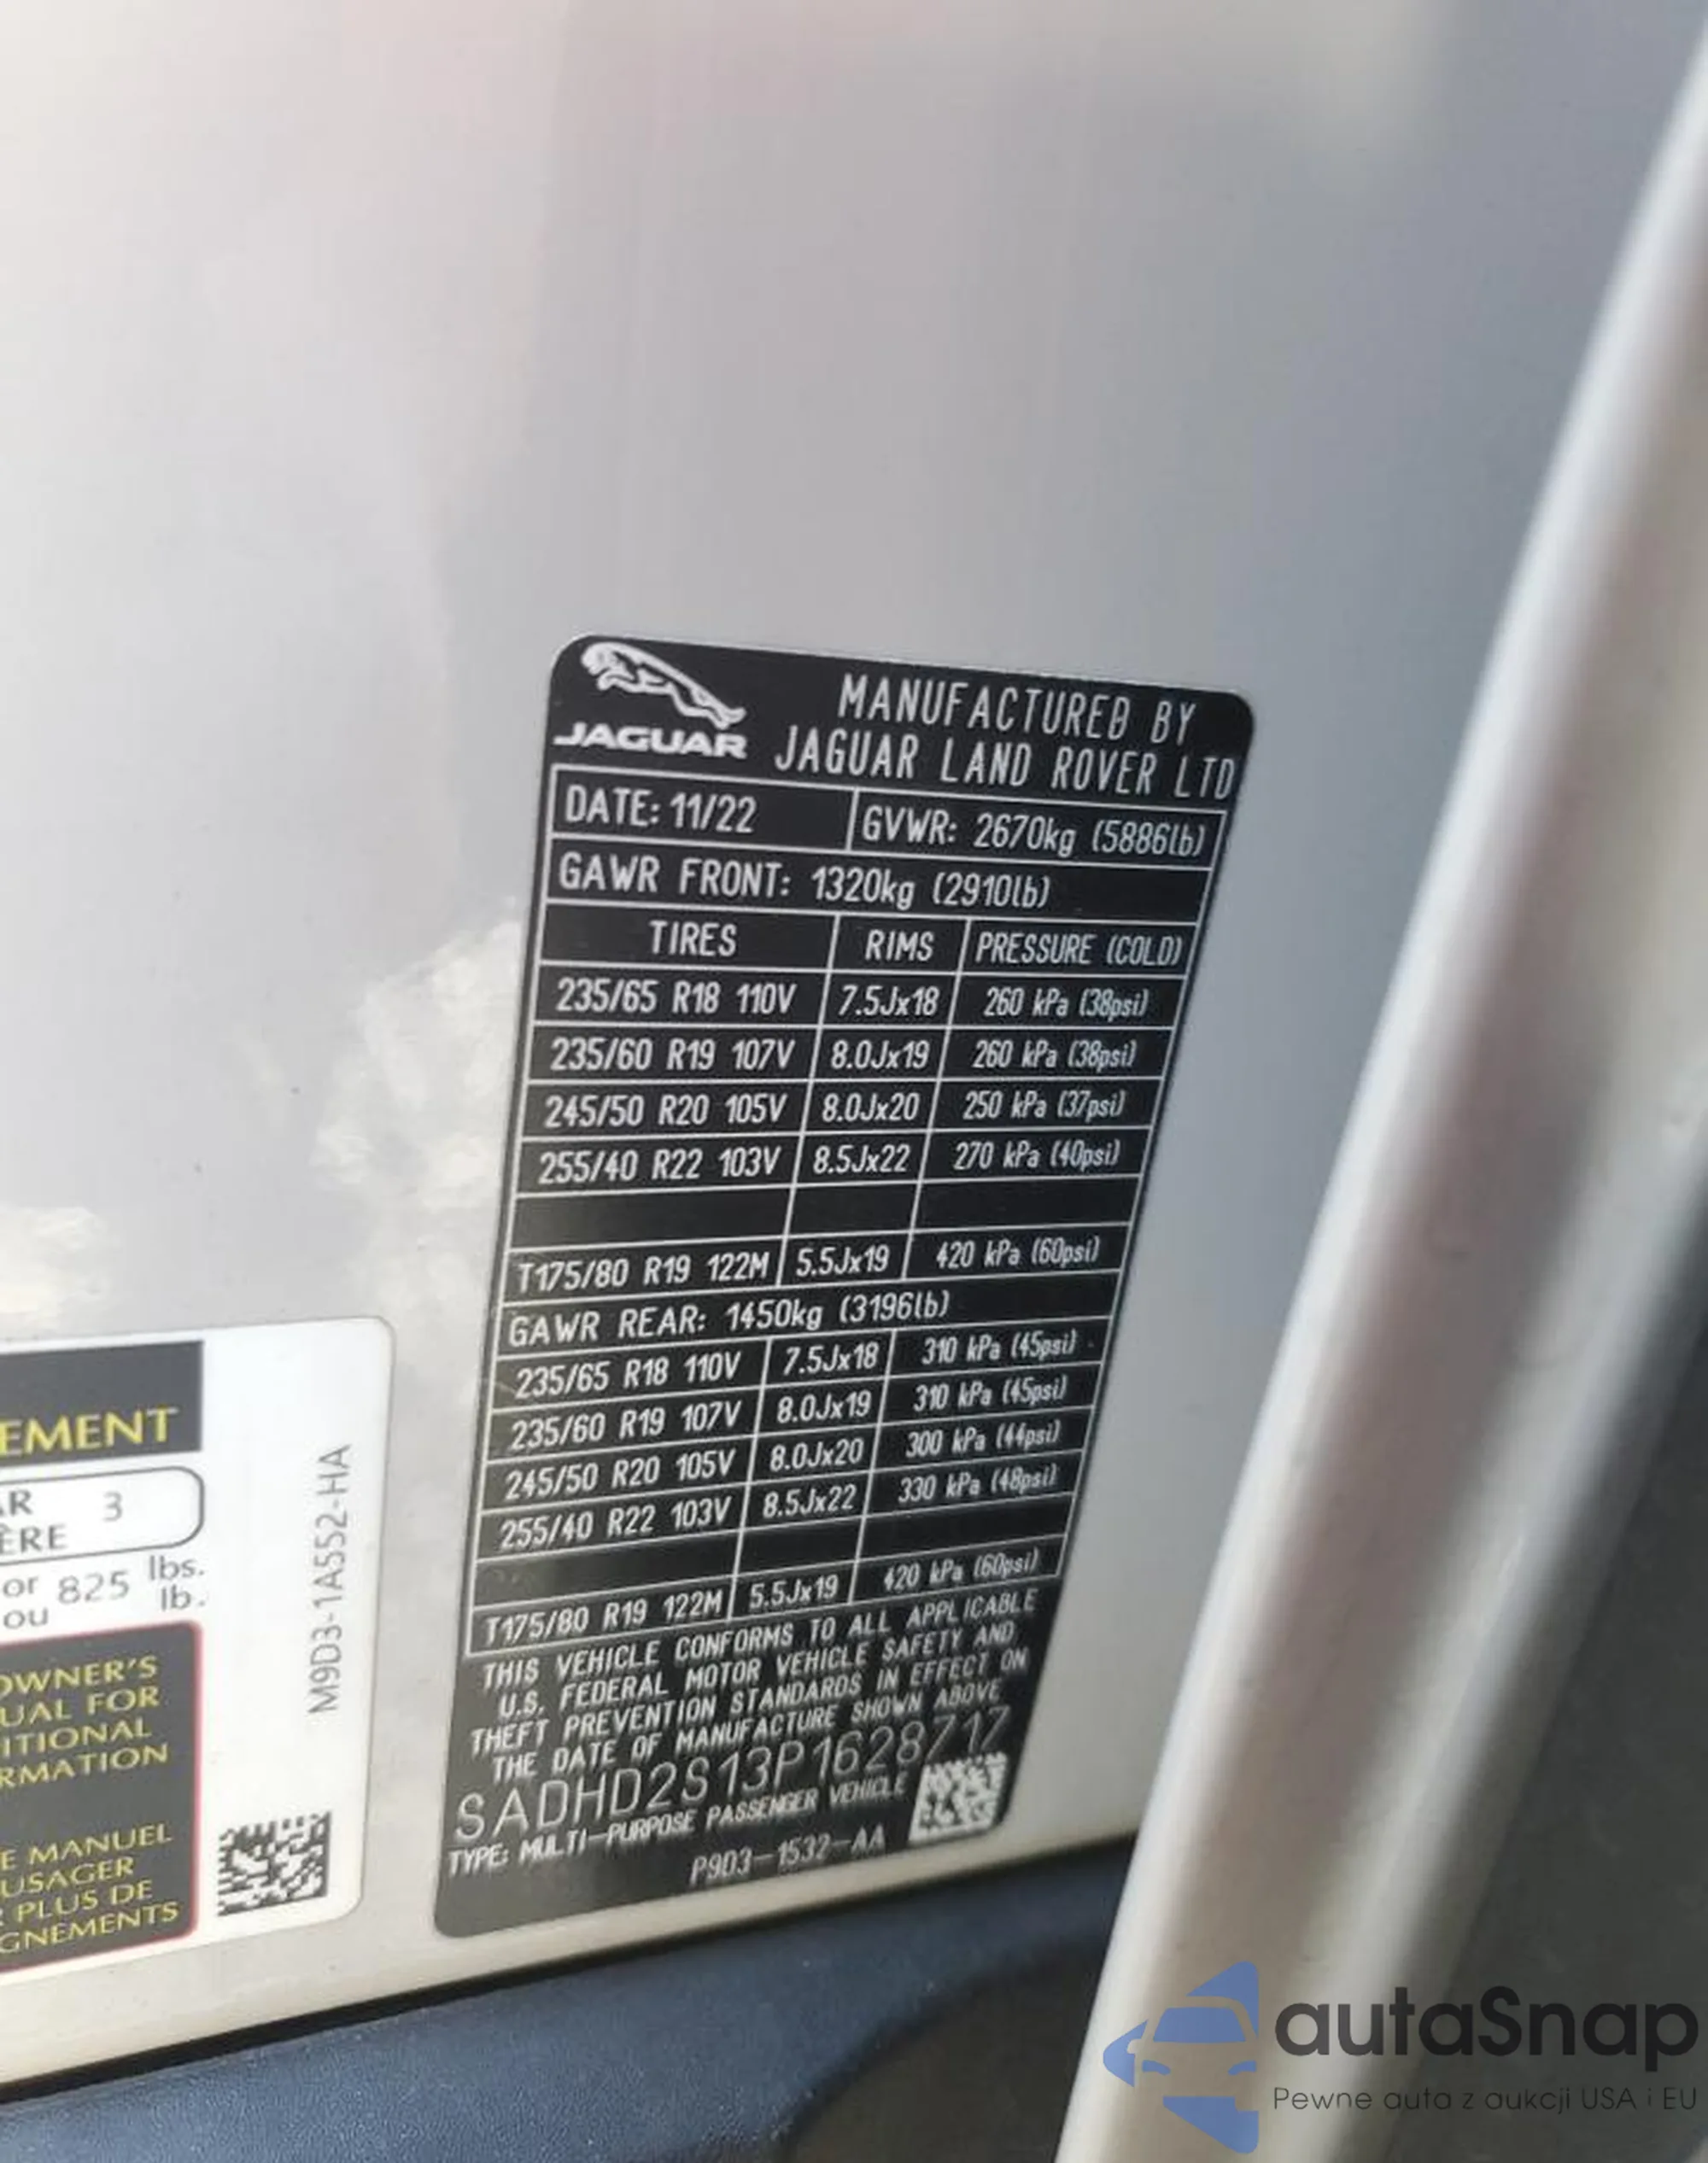 JAGUAR
MANUFACTURED BY
JAGUAR LAND ROVER LTD
DATE: 11/22 GVWR: 2670kg (5886lb)
GAWR FRONT: 1320kg (2910lb)
TIRES RIMS PRESSURE (COLD)
235/65 R18 110V 7.5Jx18 260 kPa (38psi)
235/60 R19 107V 8.0Jx19 260 kPa (38psi)
245/50 R20 105V 8.0Jx20 250 kPa (37psi)
255/40 R22 103V 8.5Jx22 270 kPa (40psi)
T175/80 R19 122M 5.5Jx19 420 kPa (60psi)
GAWR REAR: 1450kg (3196lb)
235/65 R18 110V 7.5Jx18 310 kPa (45psi)
235/60 R19 107V 8.0Jx19 310 kPa (45psi)
245/50 R20 105V 8.0Jx20 300 kPa (44psi)
255/40 R22 103V 8.5Jx22 330 kPa (48psi)
T175/80 R19 122M 5.5Jx19 420 kPa (60psi)
THIS VEHICLE CONFORMS TO ALL APPLICABLE
U.S. FEDERAL MOTOR VEHICLE SAFETY AND
THEFT PREVENTION STANDARDS IN EFFECT ON
THE DATE OF MANUFACTURE SHOWN ABOVE
SADHD2S13P1628717
TYPE: MULTI-PURPOSE PASSENGER VEHICLE
P9D3-1532-AA
EMENT
AR 3
ÈRE
or 825 lbs.
ou lb.
OWNER'S
UAL FOR
ITIONAL
RMATION
E MANUEL
USAGER
R PLUS DE
GNEMENTS
M9D3-1A552-HA
autaSnap
Pewne auta z aukcji USA i EU